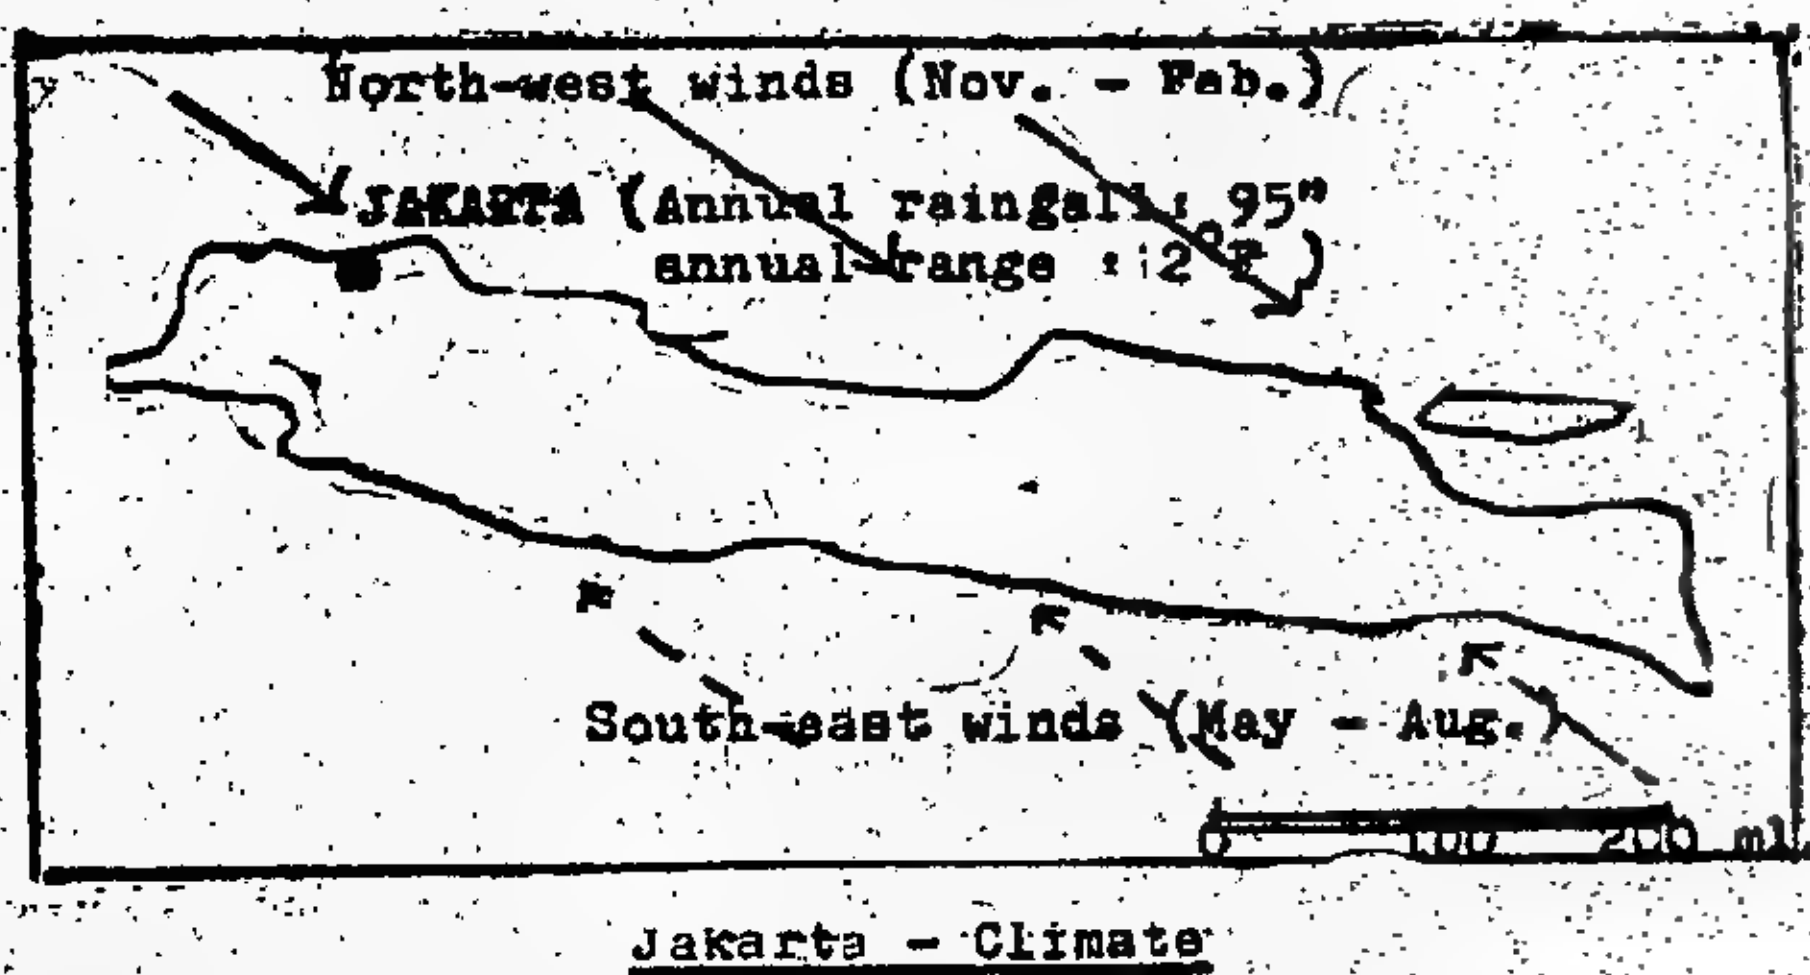 North-west winds (Nov. - Feb.)
JAKARTA (Annual raingall: 95"
annual range : 2°F )
South-east winds (May - Aug.)
0 100 200 ml
Jakarta - Climate